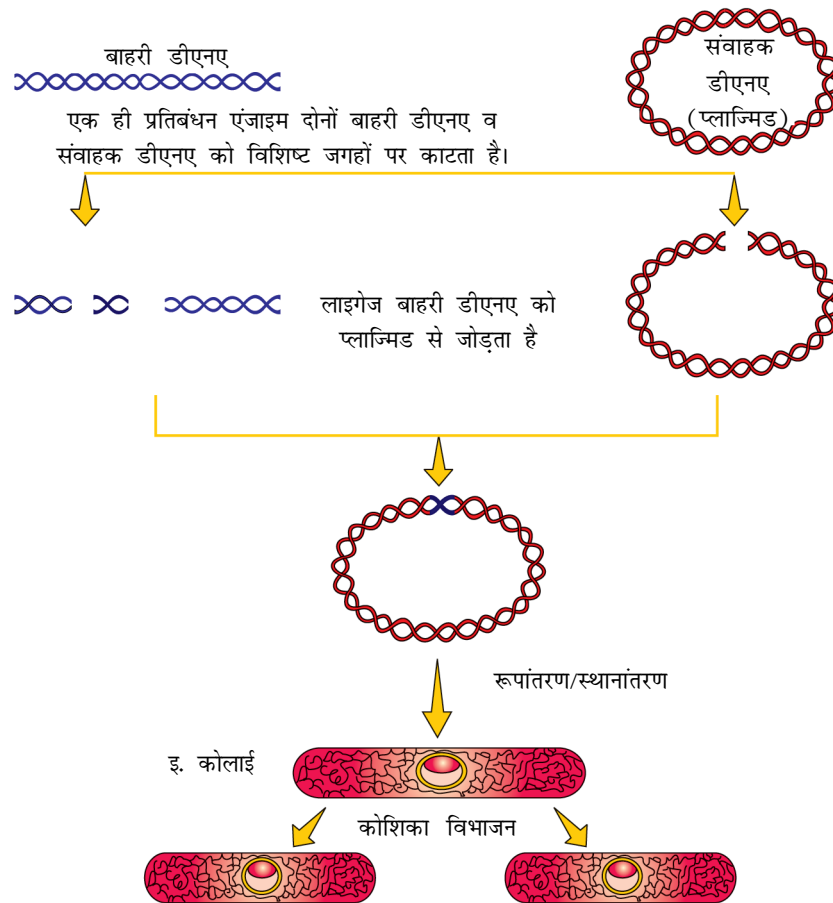 बाहरी डीएनए
संवाहक
डीएनए
(प्लाज्मिड)
एक ही प्रतिबंधन एंजाइम दोनों बाहरी डीएनए व
संवाहक डीएनए को विशिष्ट जगहों पर काटता है।
लाइगेज बाहरी डीएनए को
प्लाज्मिड से जोड़ता है
रूपांतरण/स्थानांतरण
इ. कोलाई
कोशिका विभाजन